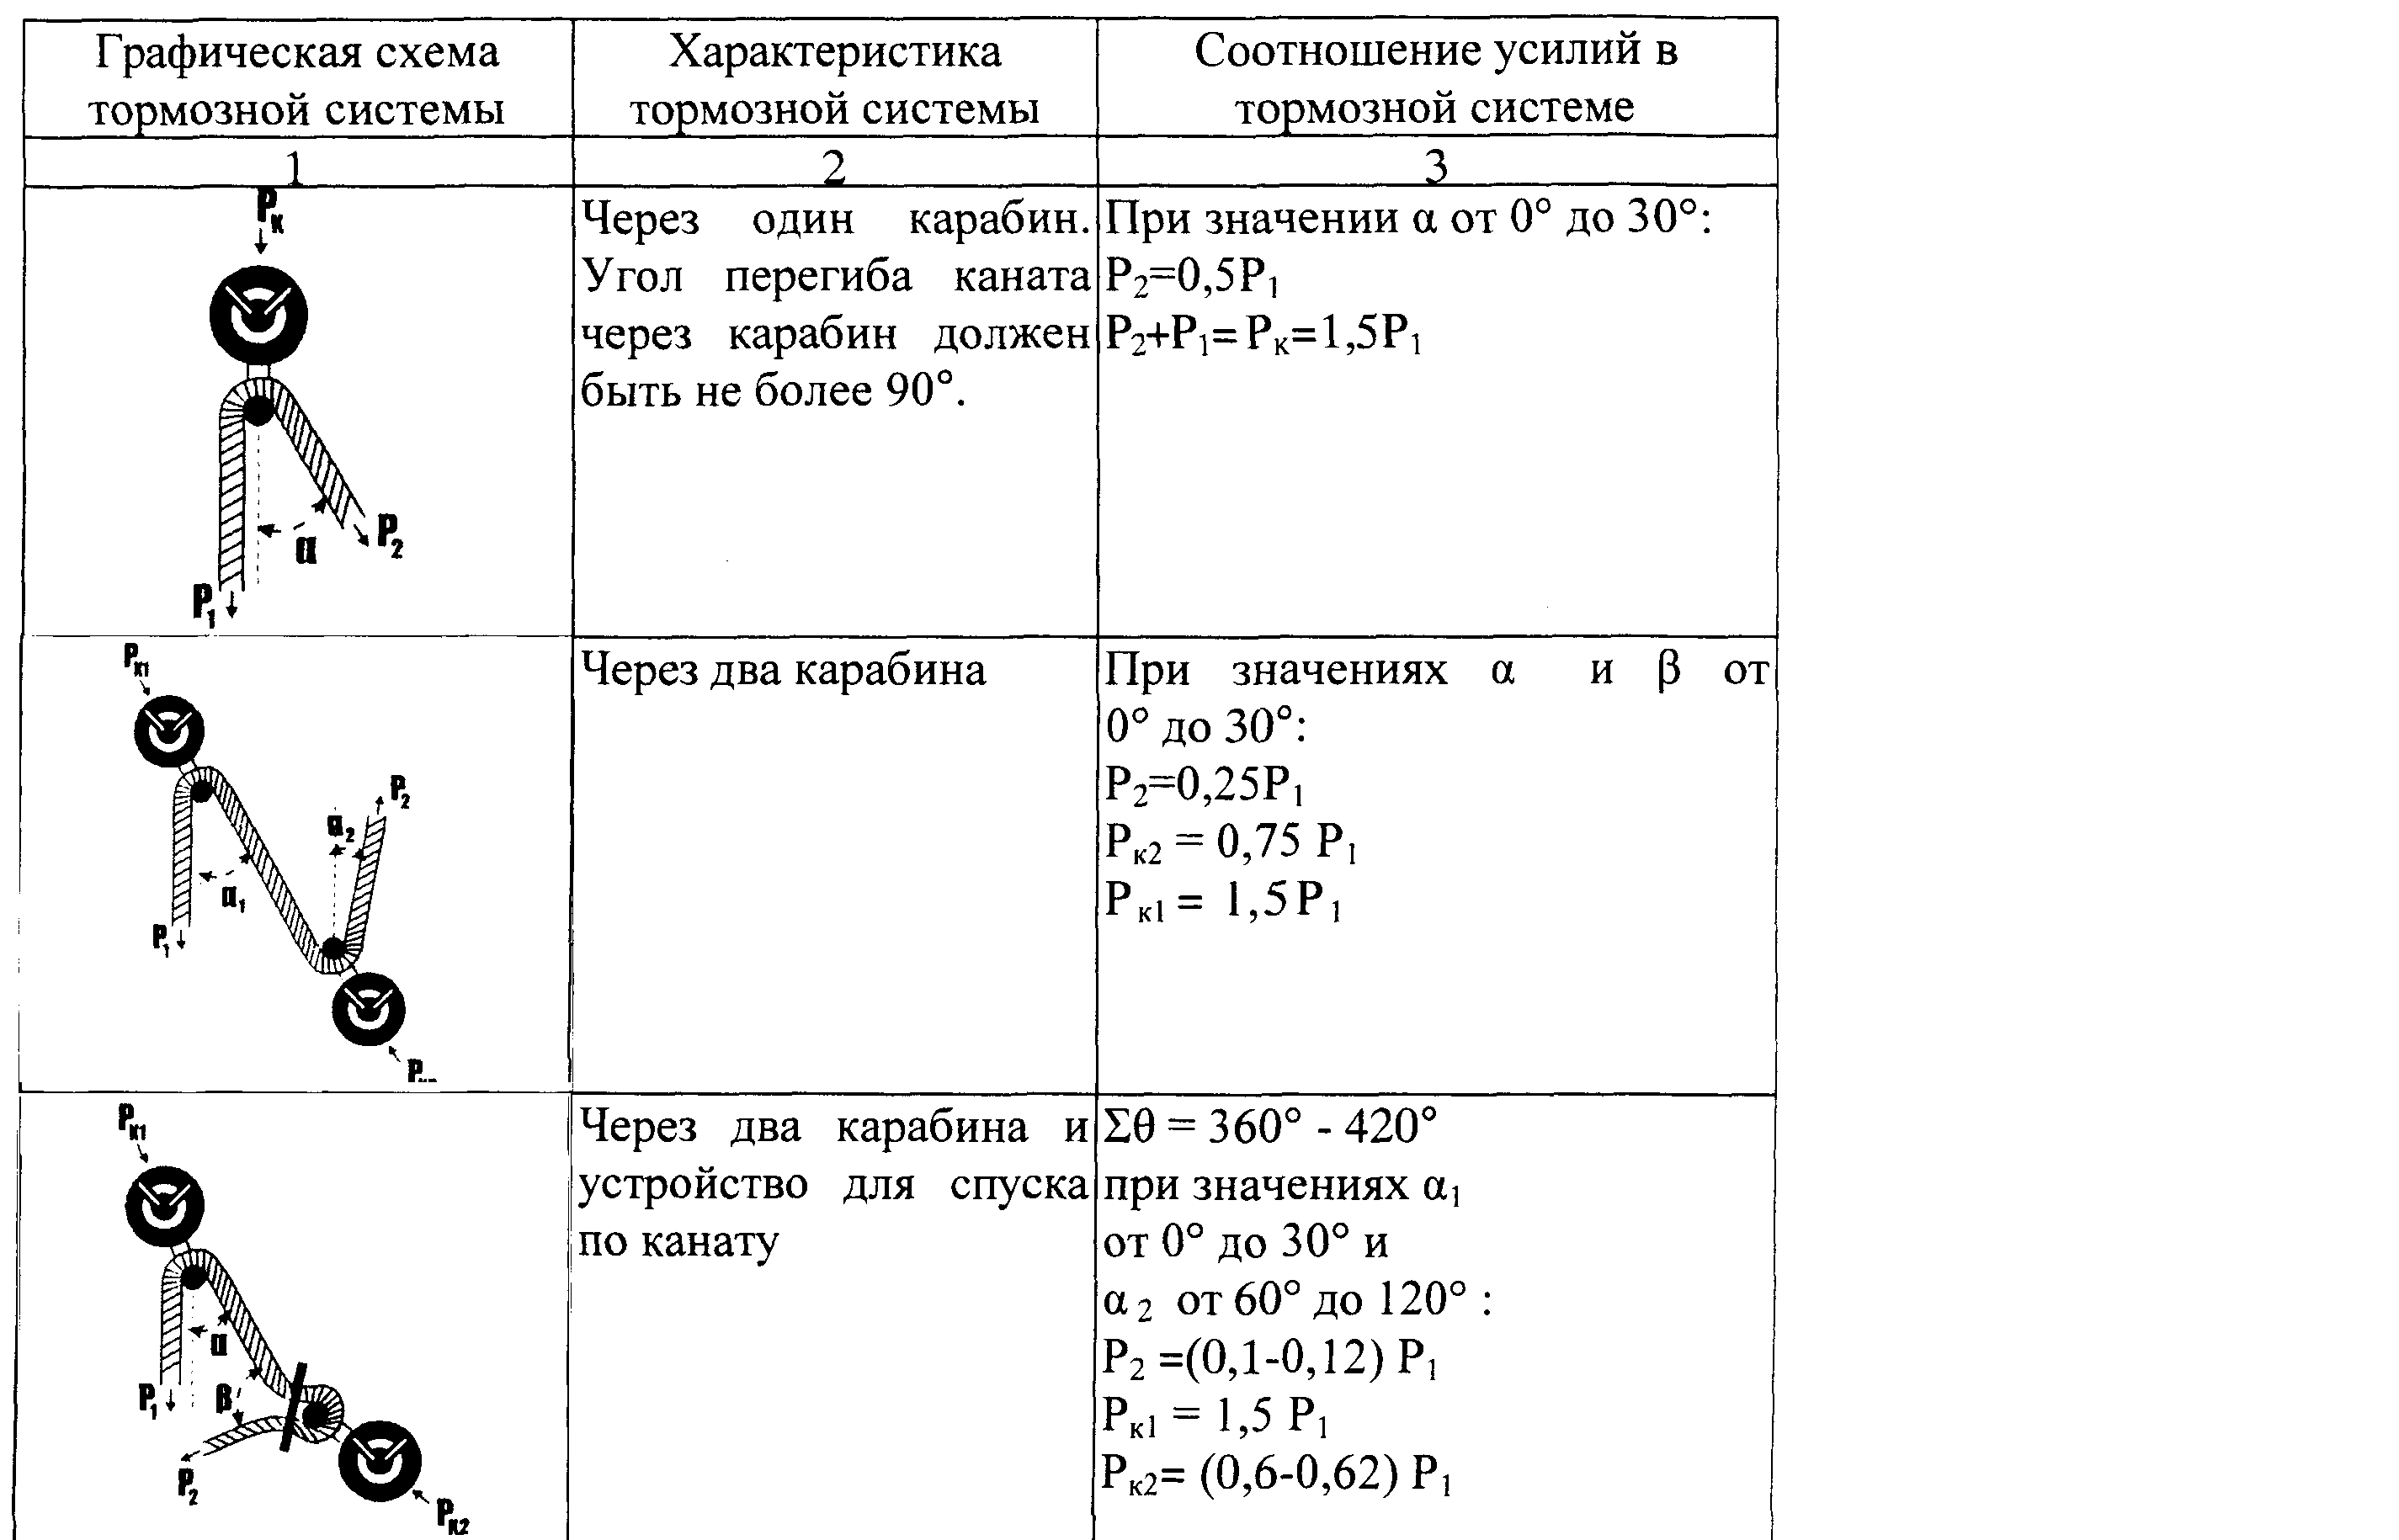 Графическая схема
тормозной системы
Характеристика
тормозной системы
Соотношение усилий в
тормозной системе
1
2
3
Pк
α
P2
P1
Через один карабин.
Угол перегиба каната
через карабин должен
быть не более 90°.
При значении α от 0° до 30°:
P2=0,5P1
P2+P1= Pк=1,5P1
Pк1
P2
α2
α1
P1
P
Через два карабина
При значениях α и β от
0° до 30°:
P2=0,25P1
Pк2 = 0,75 P1
Pк1 = 1,5P1
Pк1
α
β
P1
P2
Pк2
Через два карабина и
устройство для спуска
по канату
Σθ = 360° - 420°
при значениях α1
от 0° до 30° и
α 2 от 60° до 120° :
P2 =(0,1-0,12) P1
Pк1 = 1,5 P1
Pк2= (0,6-0,62) P1